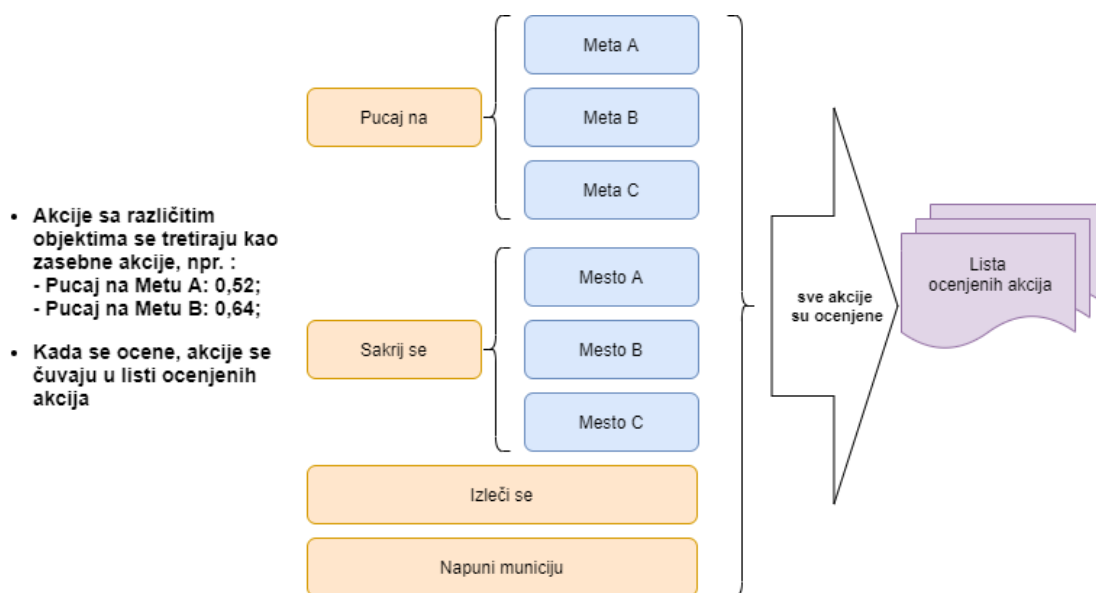 • Akcije sa različitim
objektima se tretiraju kao
zasebne akcije, npr. :
- Pucaj na Metu A: 0,52;
- Pucaj na Metu B: 0,64;
• Kada se ocene, akcije se
čuvaju u listi ocenjenih
akcija
Pucaj na
Meta A
Meta B
Meta C
Sakrij se
Mesto A
Mesto B
Mesto C
Izleči se
Napuni municiju
sve akcije
su ocenjene
Lista
ocenjenih akcija